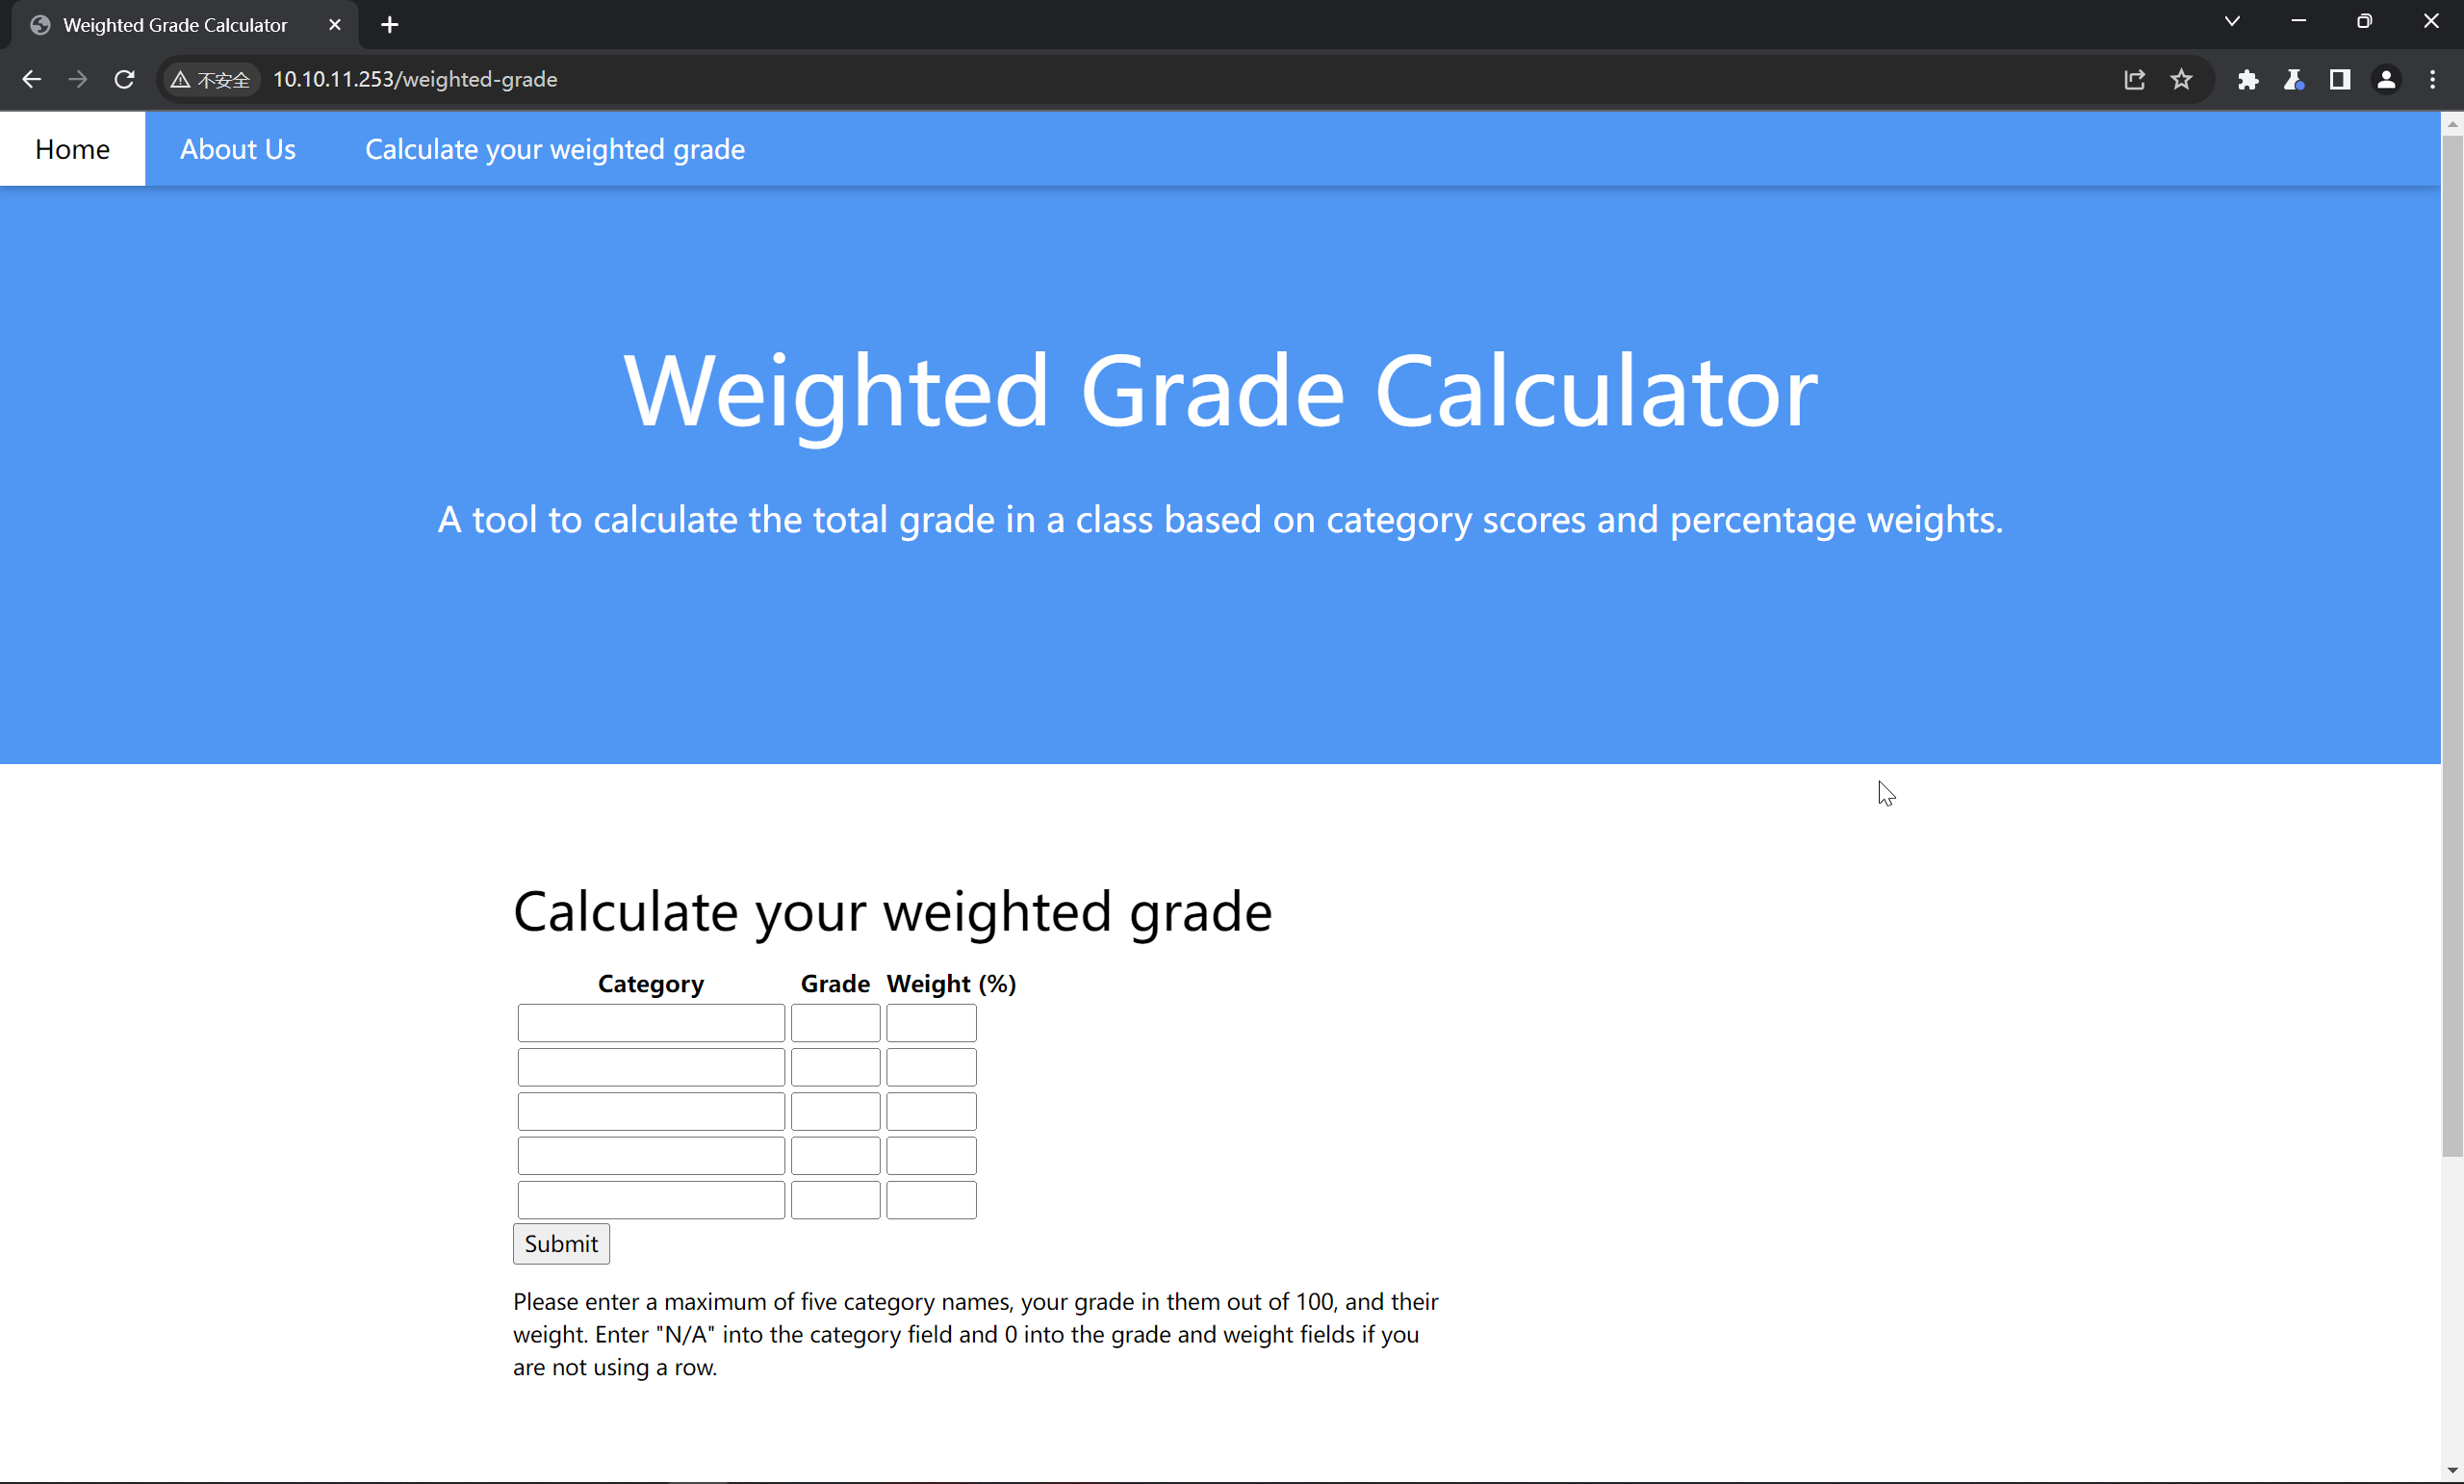 Weighted Grade Calculator
不安全 10.10.11.253/weighted-grade
Home About Us Calculate your weighted grade
Weighted Grade Calculator
A tool to calculate the total grade in a class based on category scores and percentage weights.
Calculate your weighted grade
Category Grade Weight (%)
Submit
Please enter a maximum of five category names, your grade in them out of 100, and their
weight. Enter "N/A" into the category field and 0 into the grade and weight fields if you
are not using a row.